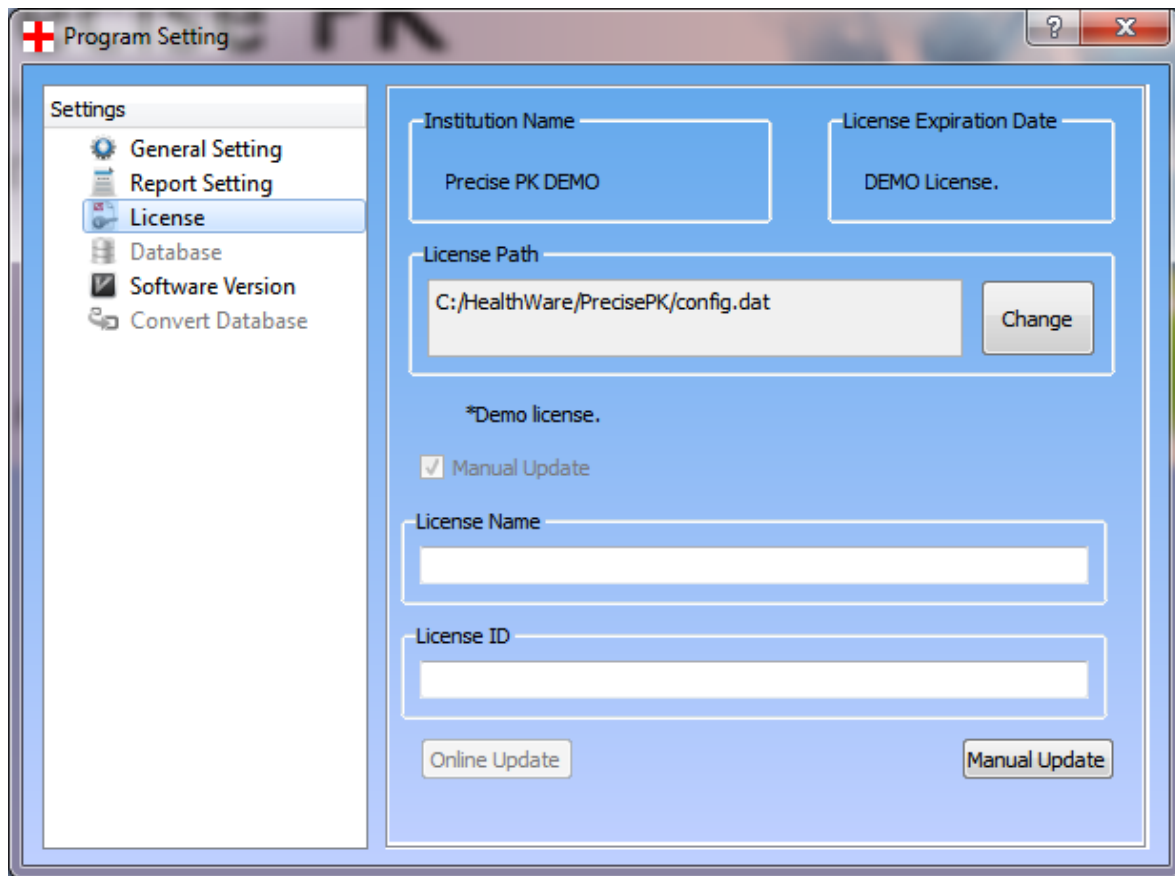 Program Setting
Settings
General Setting
Report Setting
License
Database
Software Version
Convert Database
Institution Name
Precise PK DEMO
License Expiration Date
DEMO License.
License Path
C:/HealthWare/PrecisePK/config.dat
Change
*Demo license.
Manual Update
License Name
License ID
Online Update
Manual Update